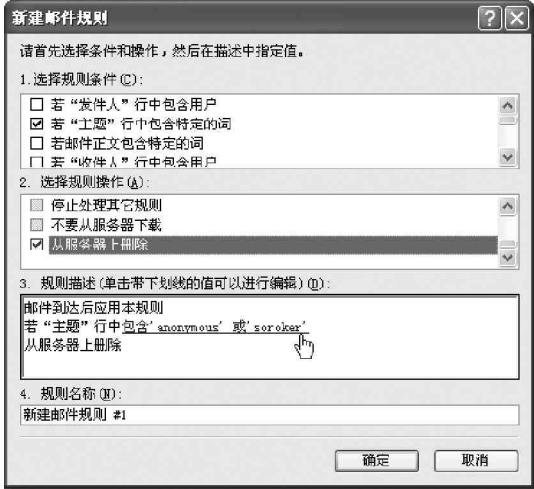 新建邮件规则
请首先选择条件和操作，然后在描述中指定值。
1.选择规则条件(C):
若“发件人”行中包含用户
若“主题”行中包含特定的词
若邮件正文包含特定的词
若“收件人”行中包含用户
2. 选择规则操作(A):
停止处理其它规则
不要从服务器下载
从服务器上删除
3. 规则描述(单击带下划线的值可以进行编辑)(D):
邮件到达后应用本规则
若“主题”行中包含' anonymous' 或' soroker'
从服务器上删除
4. 规则名称(N):
新建邮件规则 #1
确定 取消